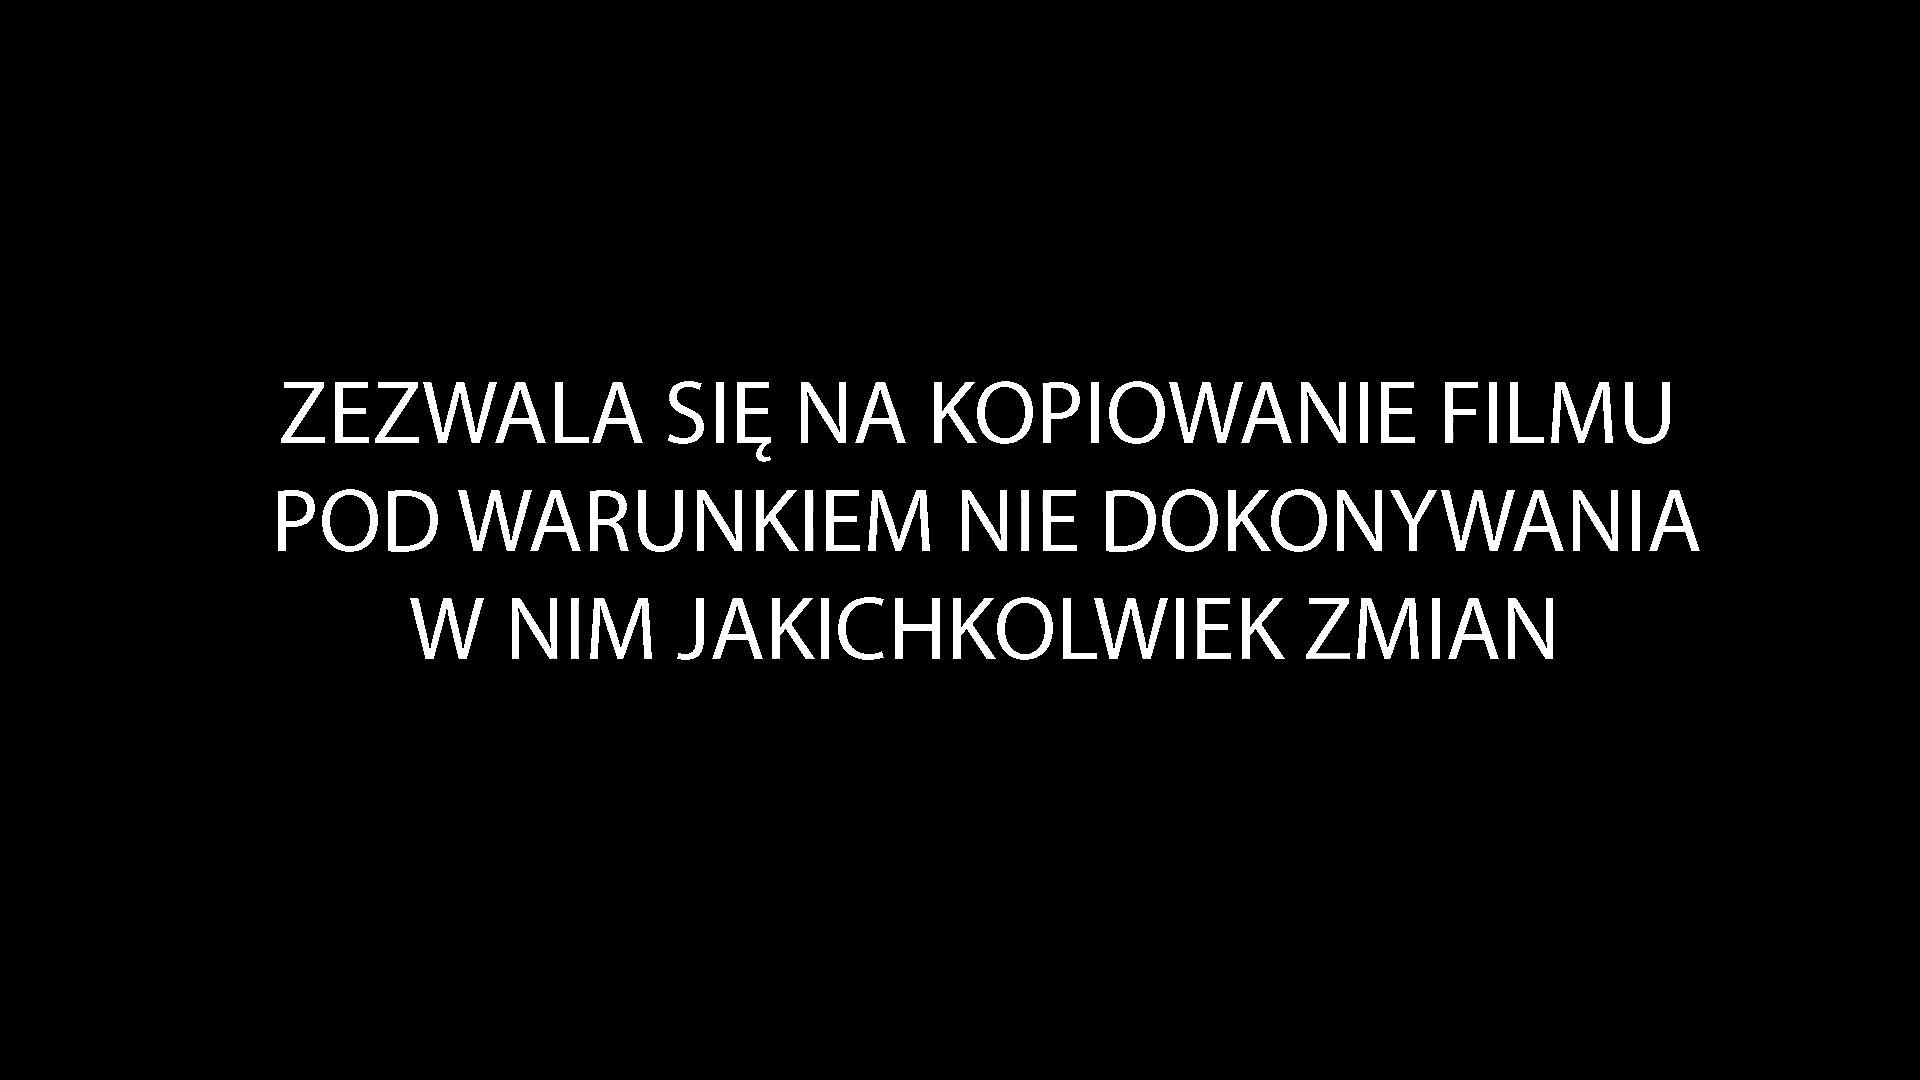 ZEZWALA SIĘ NA KOPIOWANIE FILMU
POD WARUNKIEM NIE DOKONYWANIA
W NIM JAKICHKOLWIEK ZMIAN